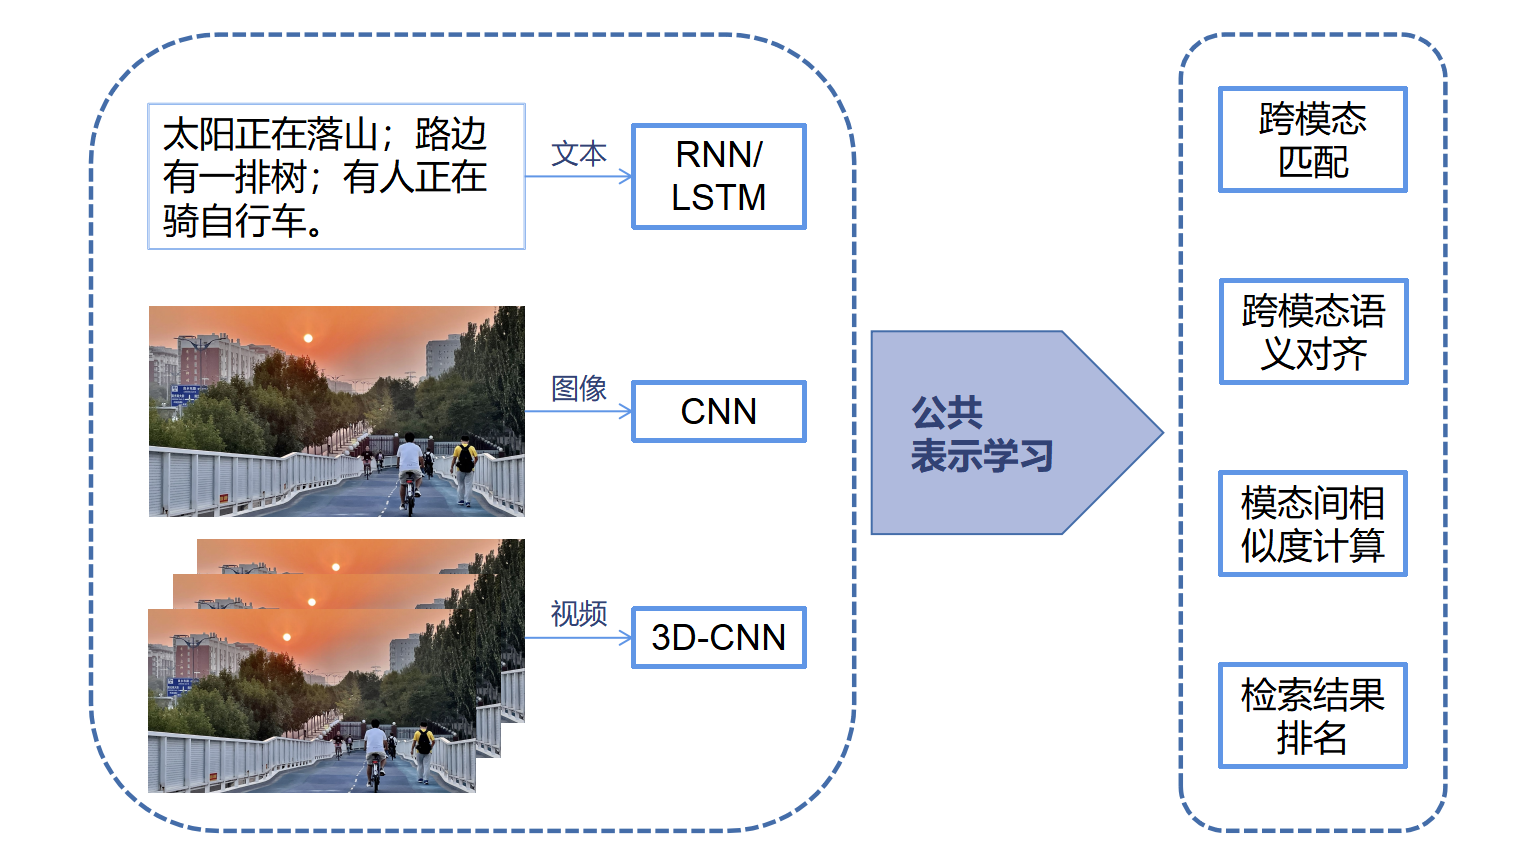 太阳正在落山；路边
有一排树；有人正在
骑自行车。
文本
RNN/
LSTM
图像
CNN
视频
3D-CNN
公共
表示学习
跨模态
匹配
跨模态语
义对齐
模态间相
似度计算
检索结果
排名